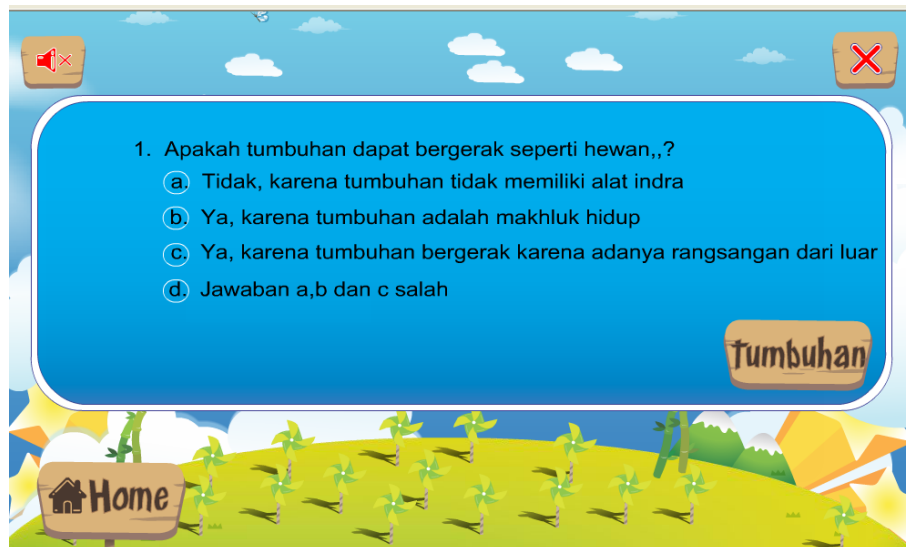 1. Apakah tumbuhan dapat bergerak seperti hewan,,?
a. Tidak, karena tumbuhan tidak memiliki alat indra
b. Ya, karena tumbuhan adalah makhluk hidup
c. Ya, karena tumbuhan bergerak karena adanya rangsangan dari luar
d. Jawaban a,b dan c salah
Tumbuhan
Home